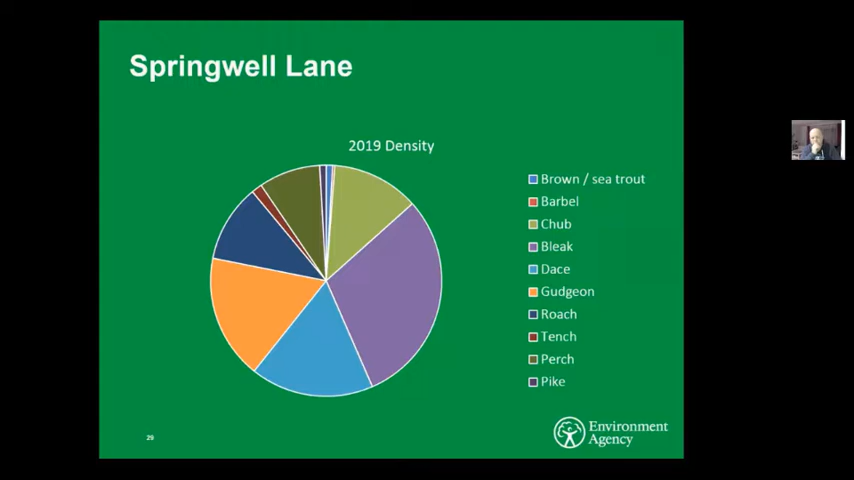 Springwell Lane
2019 Density
Brown / sea trout
Barbel
Chub
Bleak
Dace
Gudgeon
Roach
Tench
Perch
Pike
29
Environment
Agency